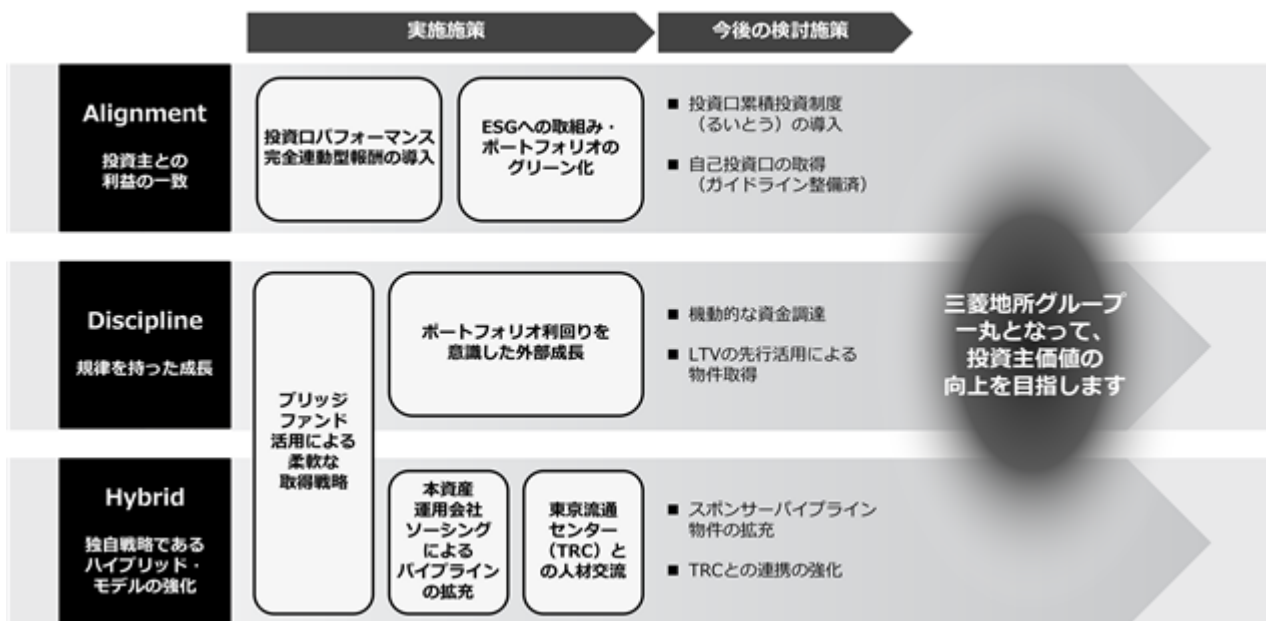 実施施策
今後の検討施策
Alignment
投資主との
利益の一致
投資口パフォーマンス
完全連動型報酬の導入
ESGへの取組み・
ポートフォリオの
グリーン化
■ 投資口累積投資制度
（るいとう）の導入
■ 自己投資口の取得
（ガイドライン整備済）
Discipline
規律を持った成長
ブリッジ
ファンド
活用による
柔軟な
取得戦略
ポートフォリオ利回りを
意識した外部成長
■ 機動的な資金調達
■ LTVの先行活用による
物件取得
三菱地所グループ
一丸となって、
投資主価値の
向上を目指します
Hybrid
独自戦略である
ハイブリッド・
モデルの強化
本資産
運用会社
ソーシング
による
パイプライン
の拡充
東京流通
センター
（TRC）と
の人材交流
■ スポンサーパイプライン
物件の拡充
■ TRCとの連携の強化